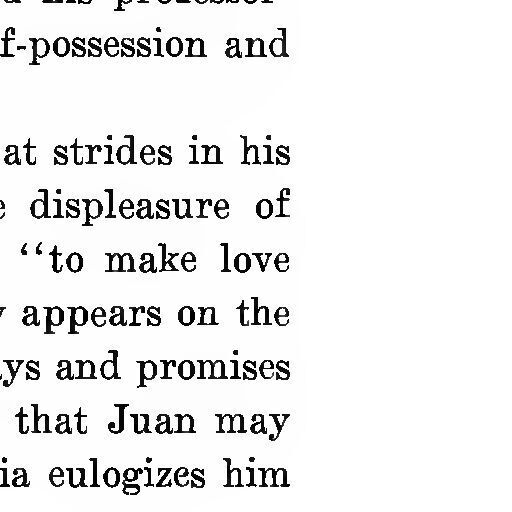 f-possession and
at strides in his
displeasure of
‘‘to make love
appears on the
ys and promises
that Juan may
ia eulogizes him